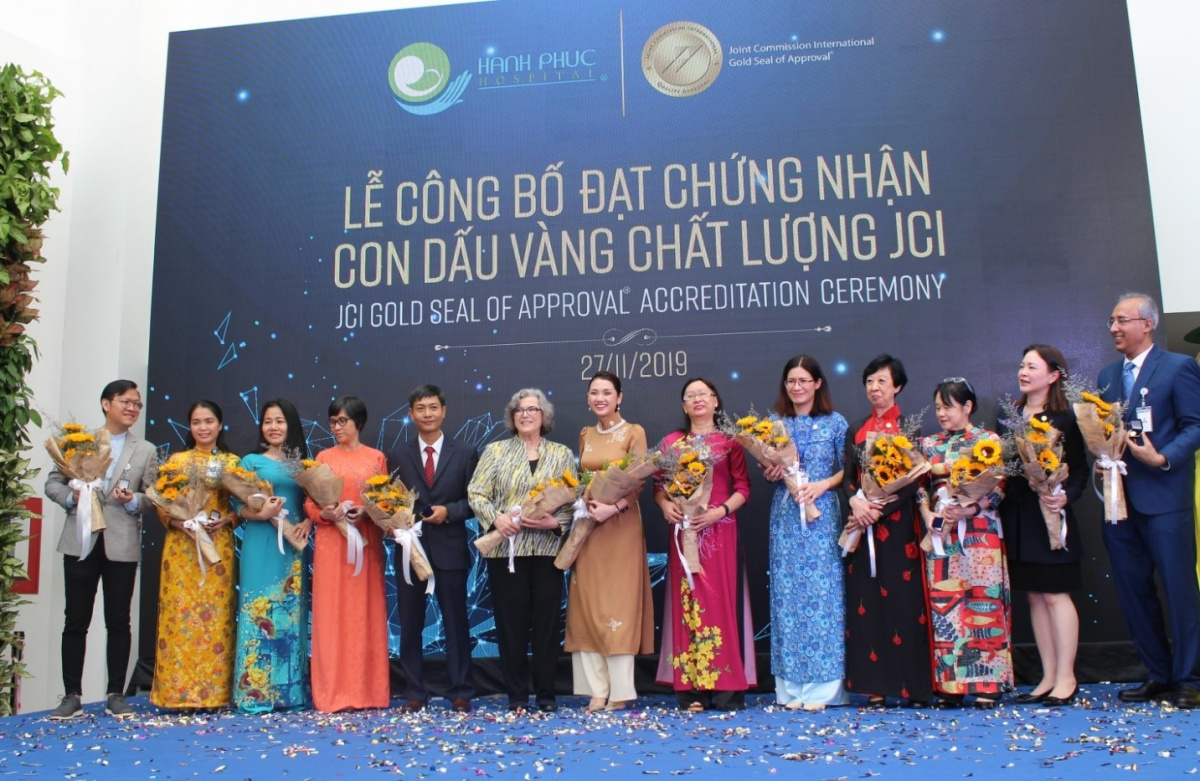 HẠNH PHÚC
HOSPITAL®
Joint Commission International
Gold Seal of Approval®
LỄ CÔNG BỐ ĐẠT CHỨNG NHẬN
CON DẤU VÀNG CHẤT LƯỢNG JCI
JCI GOLD SEAL OF APPROVAL® ACCREDITATION CEREMONY
27/11/2019